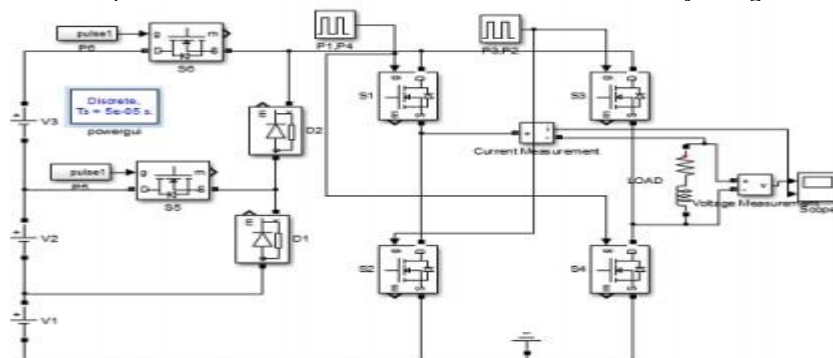 pulse1
P6
g
m
D
S
S6
P1,P4
P3,P2
Discrete,
Ts = 5e-05 s.
powergui
V3
D2
S1
S3
Current Measurement
pulse1
g
m
D
S
S5
LOAD
Voltage Measurement
Scope
V2
D1
S2
S4
V1